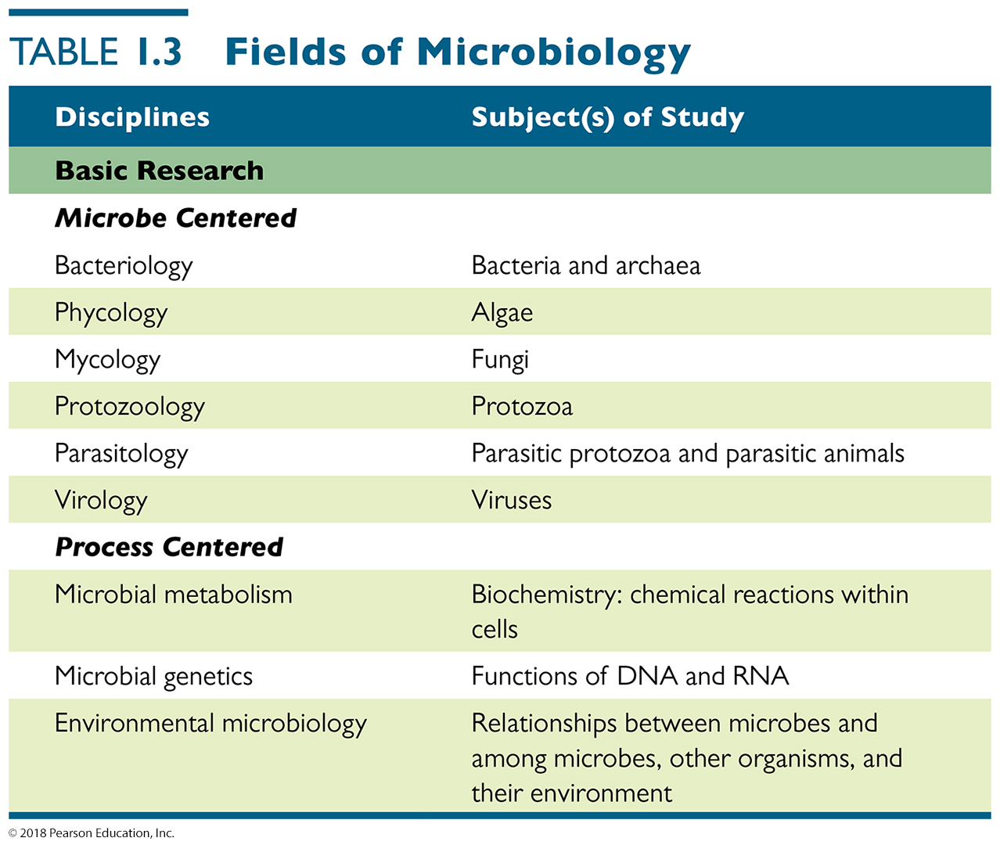 TABLE 1.3 Fields of Microbiology
Disciplines Subject(s) of Study
Basic Research
Microbe Centered
Bacteriology Bacteria and archaea
Phycology Algae
Mycology Fungi
Protozoology Protozoa
Parasitology Parasitic protozoa and parasitic animals
Virology Viruses
Process Centered
Microbial metabolism Biochemistry: chemical reactions within
cells
Microbial genetics Functions of DNA and RNA
Environmental microbiology Relationships between microbes and
among microbes, other organisms, and
their environment
© 2018 Pearson Education, Inc.